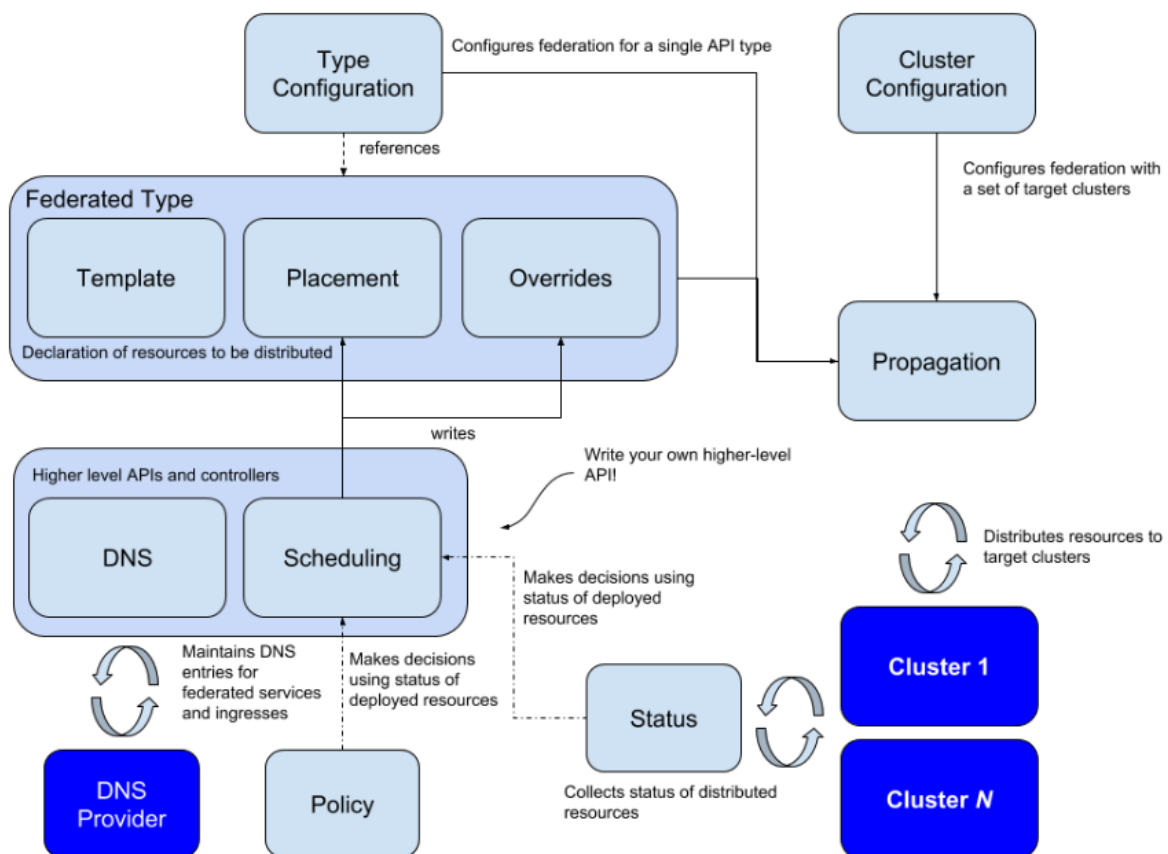 Type
Configuration
Configures federation for a single API type
Cluster
Configuration
references
Configures federation with
a set of target clusters
Federated Type
Template
Placement
Overrides
Declaration of resources to be distributed
Propagation
writes
Higher level APIs and controllers
Write your own higher-level
API!
DNS
Scheduling
Distributes resources to
target clusters
Makes decisions using
status of deployed
resources
Maintains DNS
entries for
federated services
and ingresses
Makes decisions
using status of
deployed resources
Cluster 1
Status
DNS
Provider
Policy
Collects status of distributed
resources
Cluster N